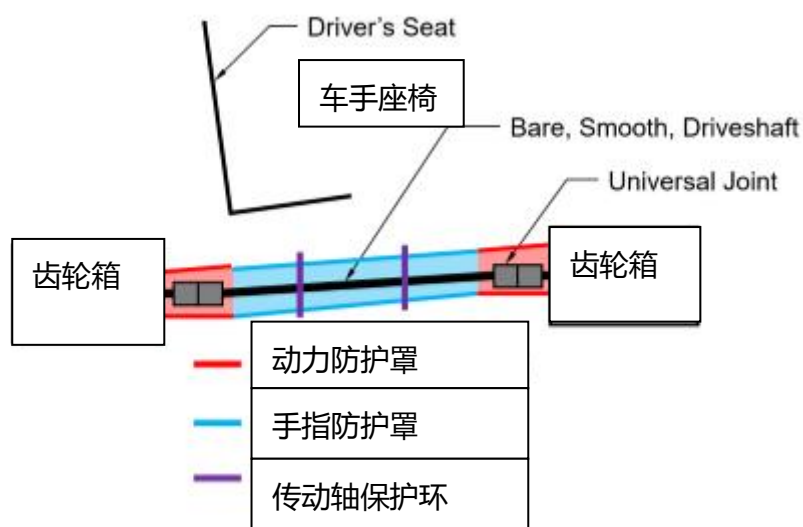 Driver's Seat
车手座椅
Bare, Smooth, Driveshaft
Universal Joint
齿轮箱
齿轮箱
动力防护罩
手指防护罩
传动轴保护环